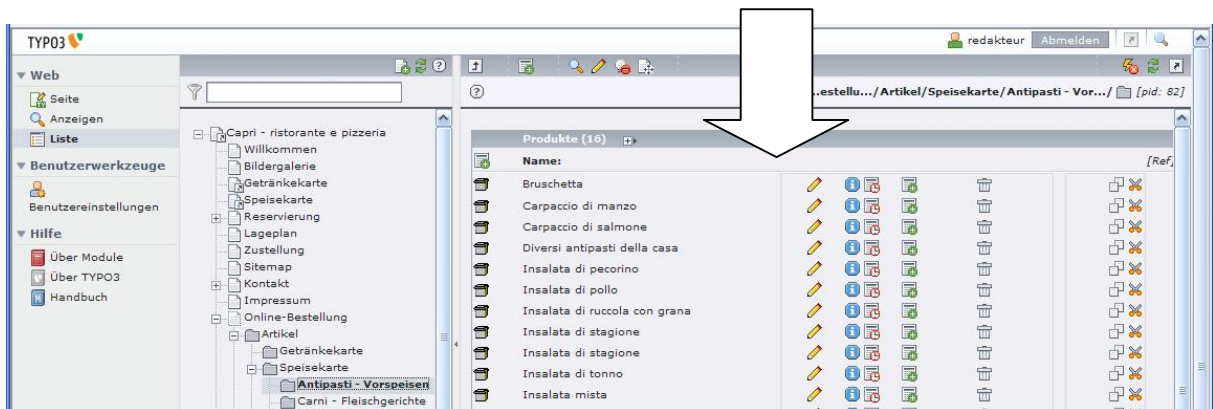 TYPO3
redakteur Abmelden
Web
Seite
Anzeigen
Liste
Benutzerwerkzeuge
Benutzereinstellungen
Hilfe
Über Module
Über TYPO3
Handbuch
Capri - ristorante e pizzeria
Willkommen
Bildergalerie
Getränkekarte
Speisekarte
Reservierung
Lageplan
Zustellung
Sitemap
Kontakt
Impressum
Online-Bestellung
Artikel
Getränkekarte
Speisekarte
Antipasti - Vorspeisen
Carni - Fleischgerichte
...estellu.../Artikel/Speisekarte/Antipasti - Vor.../ [pid: 82]
Produkte (16)
Name: [Ref]
Bruschetta
Carpaccio di manzo
Carpaccio di salmone
Diversi antipasti della casa
Insalata di pecorino
Insalata di pollo
Insalata di ruccola con grana
Insalata di stagione
Insalata di stagione
Insalata di tonno
Insalata mista